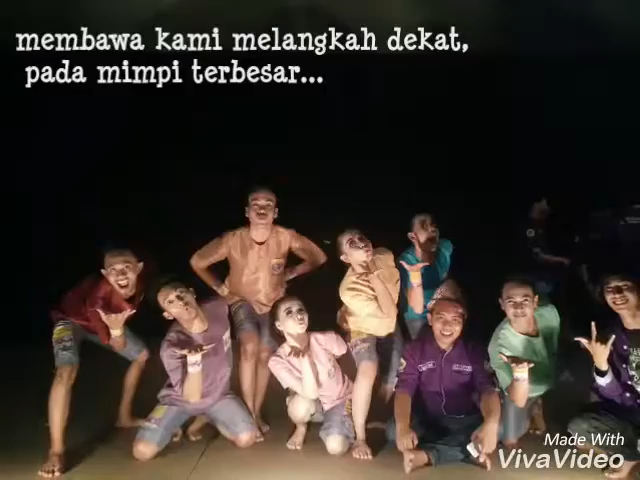 membawa kami melangkah dekat,
pada mimpi terbesar...
Made With
VivaVideo